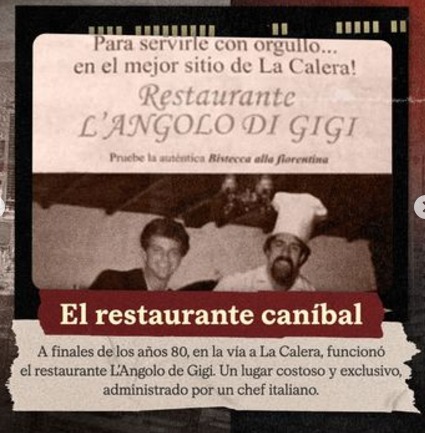 Para servirle con orgullo...
en el mejor sitio de La Calera!
Restaurante
L'ANGOLO DI GIGI
Pruebe la auténtica Bistecca alla fiorentina
El restaurante caníbal
A finales de los años 80, en la vía a La Calera, funcionó
el restaurante L'Angolo de Gigi. Un lugar costoso y exclusivo,
administrado por un chef italiano.